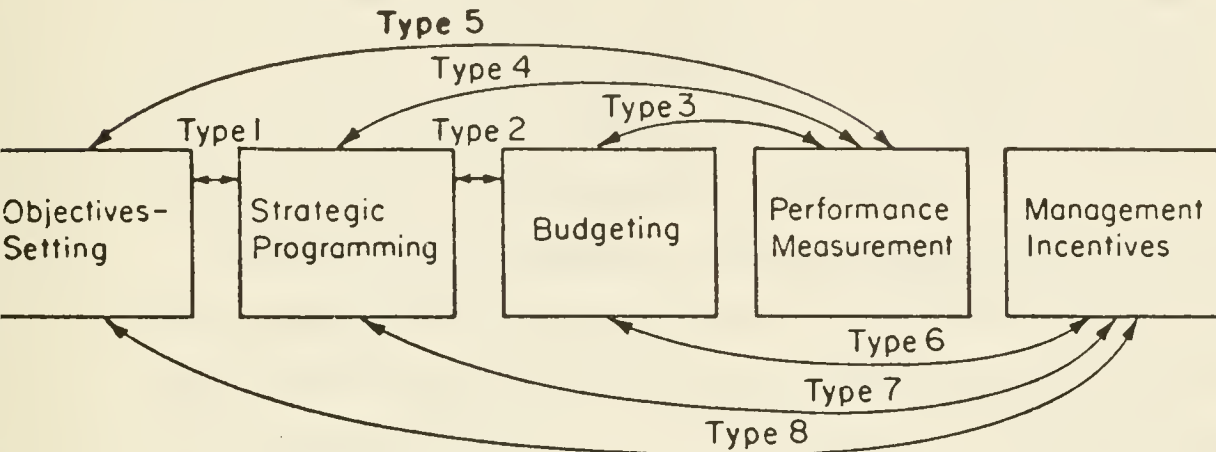 Type 5
Type 4
Type 3
Type 1
Type 2
Objectives-
Setting
Strategic
Programming
Budgeting
Performance
Measurement
Management
Incentives
Type 6
Type 7
Type 8